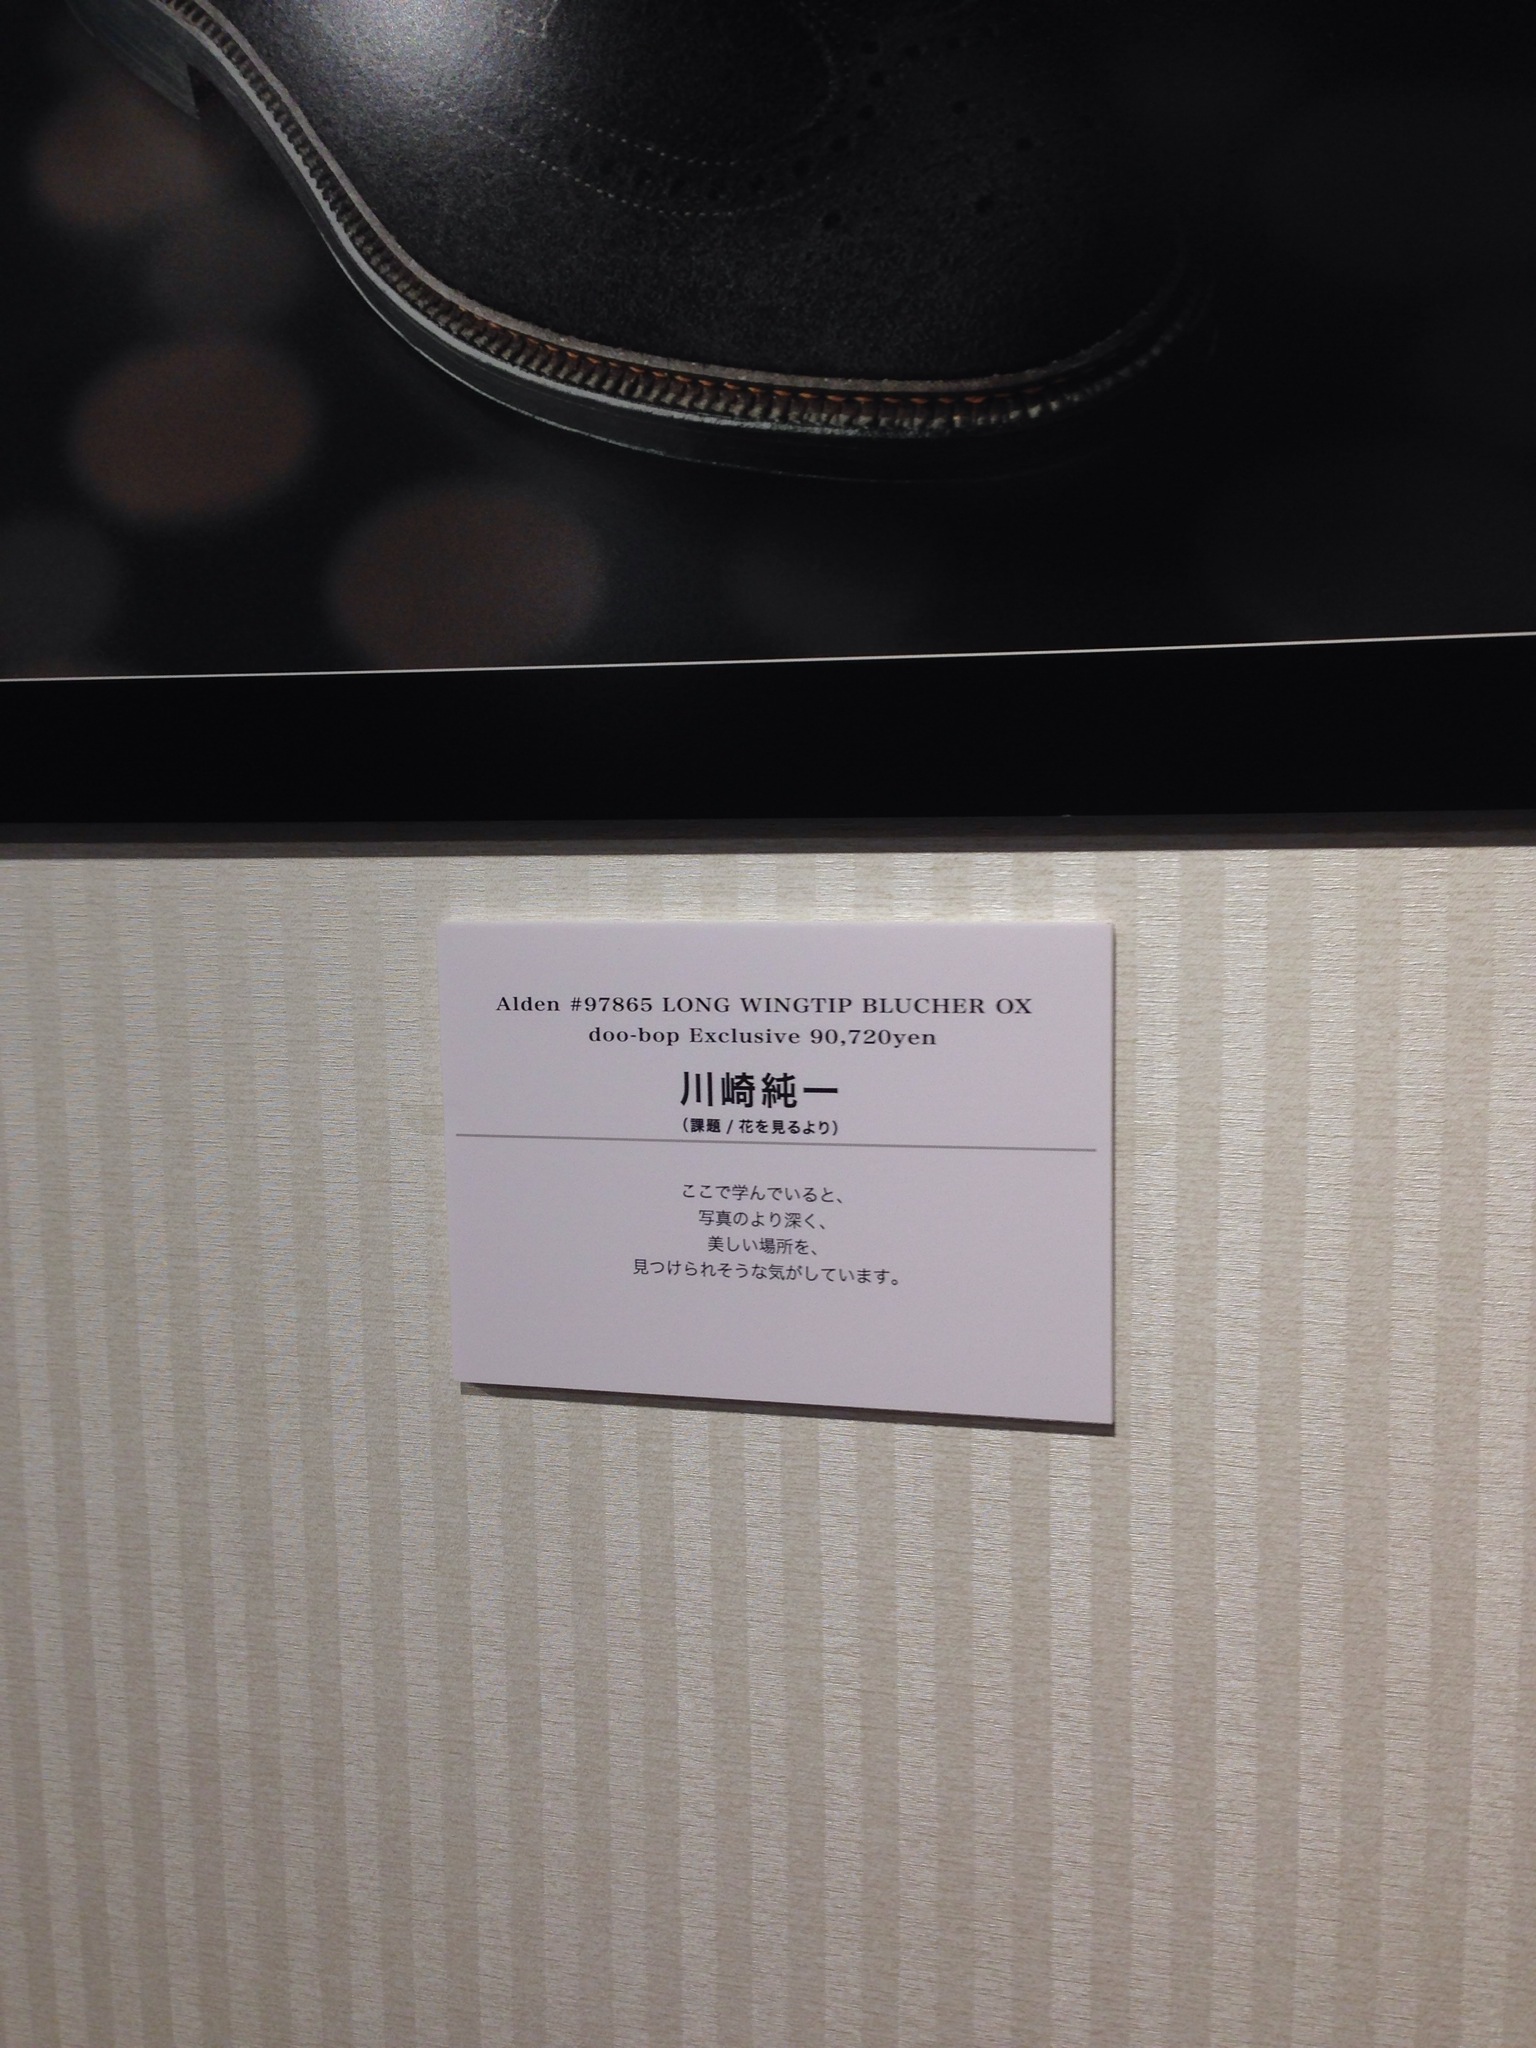 Alden #97865 LONG WINGTIP BLUCHER OX
doo-bop Exclusive 90,720yen
川崎純一
（課題 / 花を見るより）
ここで学んでいると、
写真のより深く、
美しい場所を、
見つけられそうな気がしています。